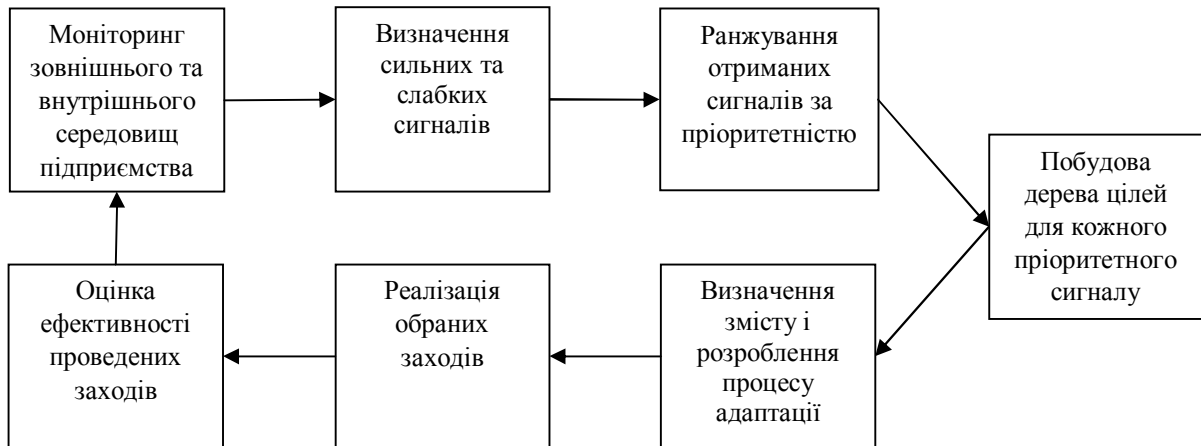 Моніторинг
зовнішнього та
внутрішнього
середовищ
підприємства
Визначення
сильних та
слабких
сигналів
Ранжування
отриманих
сигналів за
пріоритетністю
Побудова
дерева цілей
для кожного
пріоритетного
сигналу
Визначення
змісту і
розроблення
процесу
адаптації
Реалізація
обраних
заходів
Оцінка
ефективності
проведених
заходів